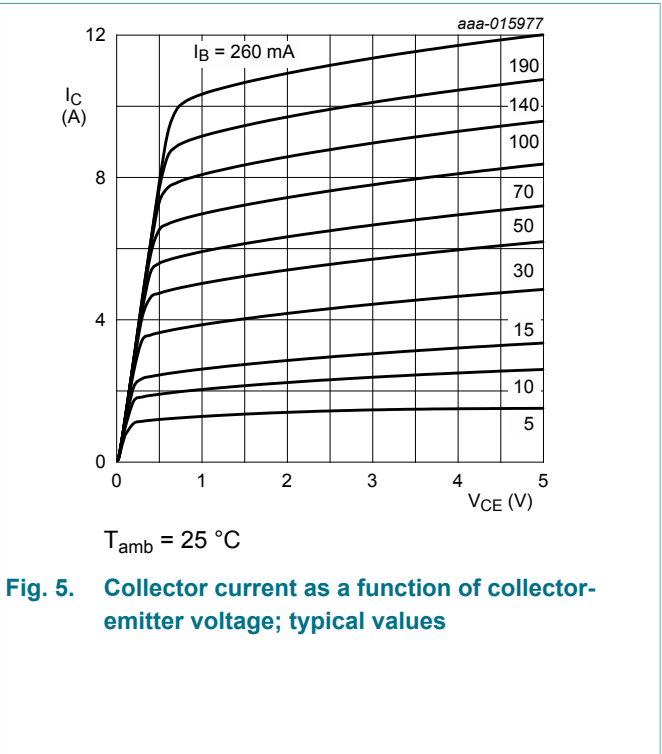 aaa-015977
12
I_B = 260 mA
190
I_C
(A)
140
100
8
70
50
30
4
15
10
5
0
0 1 2 3 4 5
V_CE (V)
T_amb = 25 °C
Fig. 5. Collector current as a function of collector-
emitter voltage; typical values